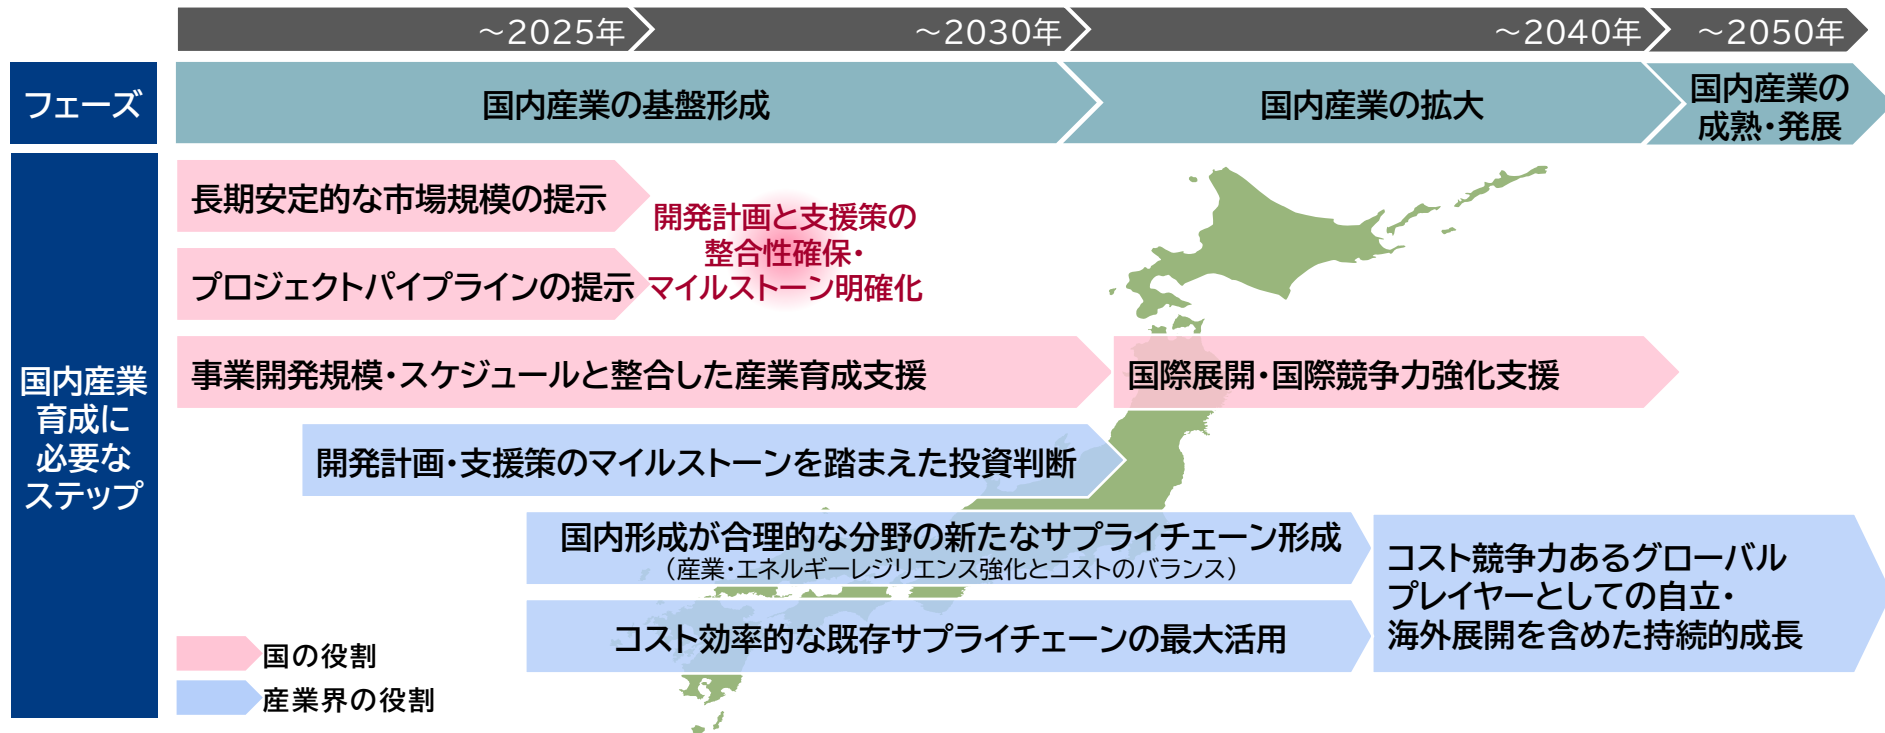 ～2025年
～2030年
～2040年
～2050年
フェーズ
国内産業の基盤形成
国内産業の拡大
国内産業の
成熟・発展
国内産業
育成に
必要な
ステップ
長期安定的な市場規模の提示
プロジェクトパイプラインの提示
開発計画と支援策の
整合性確保・
マイルストーン明確化
事業開発規模・スケジュールと整合した産業育成支援
国際展開・国際競争力強化支援
開発計画・支援策のマイルストーンを踏まえた投資判断
国内形成が合理的な分野の新たなサプライチェーン形成
（産業・エネルギーレジリエンス強化とコストのバランス）
コスト効率的な既存サプライチェーンの最大活用
コスト競争力あるグローバル
プレイヤーとしての自立・
海外展開を含めた持続的成長
国の役割
産業界の役割